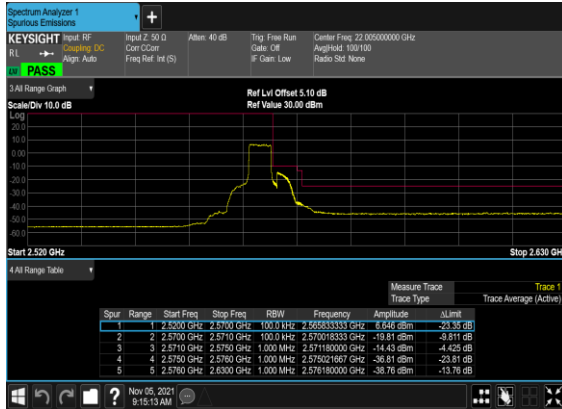 Spectrum Analyzer 1
Spurious Emissions
+
KEYSIGHT Input: RF Input Z: 50 Ω Atten: 40 dB Trig: Free Run Center Freq: 22.005000000 GHz
RL Coupling: DC Corr CCorr Gate: Off Avg|Hold: 100/100
Align: Auto Freq Ref: Int (S) IF Gain: Low Radio Std: None
PASS
3 All Range Graph
Ref Lvl Offset 5.10 dB
Scale/Div 10.0 dB Ref Value 30.00 dBm
Log
20.0
10.0
0.00
-10.0
-20.0
-30.0
-40.0
-50.0
-60.0
Start 2.520 GHz Stop 2.630 GH
4 All Range Table
Measure Trace Trace 1
Trace Type Trace Average (Active)
Spur Range Start Freq Stop Freq RBW Frequency Amplitude ΔLimit
1 1 2.5200 GHz 2.5700 GHz 100.0 kHz 2.565833333 GHz 6.646 dBm -23.35 dB
2 2 2.5700 GHz 2.5710 GHz 100.0 kHz 2.570018333 GHz -19.81 dBm -9.811 dB
3 3 2.5710 GHz 2.5750 GHz 1.000 MHz 2.571180000 GHz -14.43 dBm -4.425 dB
4 4 2.5750 GHz 2.5760 GHz 1.000 MHz 2.575021667 GHz -36.81 dBm -23.81 dB
5 5 2.5760 GHz 2.6300 GHz 1.000 MHz 2.576180000 GHz -38.76 dBm -13.76 dB
? Nov 05, 2021
9:15:13 AM